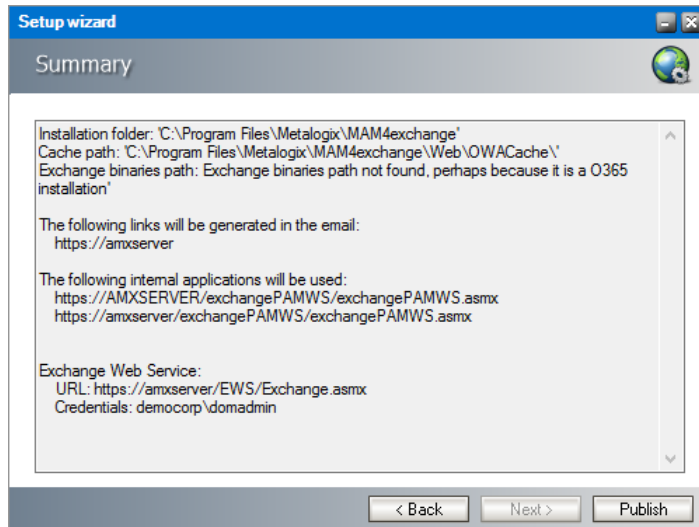 Setup wizard
Summary
Installation folder: 'C:\Program Files\Metalogix\MAM4exchange'
Cache path: 'C:\Program Files\Metalogix\MAM4exchange\Web\OWACache\'
Exchange binaries path: Exchange binaries path not found, perhaps because it is a O365
installation'
The following links will be generated in the email:
https://amxserver
The following internal applications will be used:
https://AMXSERVER/exchangePAMWS/exchangePAMWS.asmx
https://amxserver/exchangePAMWS/exchangePAMWS.asmx
Exchange Web Service:
URL: https://amxserver/EWS/Exchange.asmx
Credentials: democorp\domadmin
< Back Next > Publish